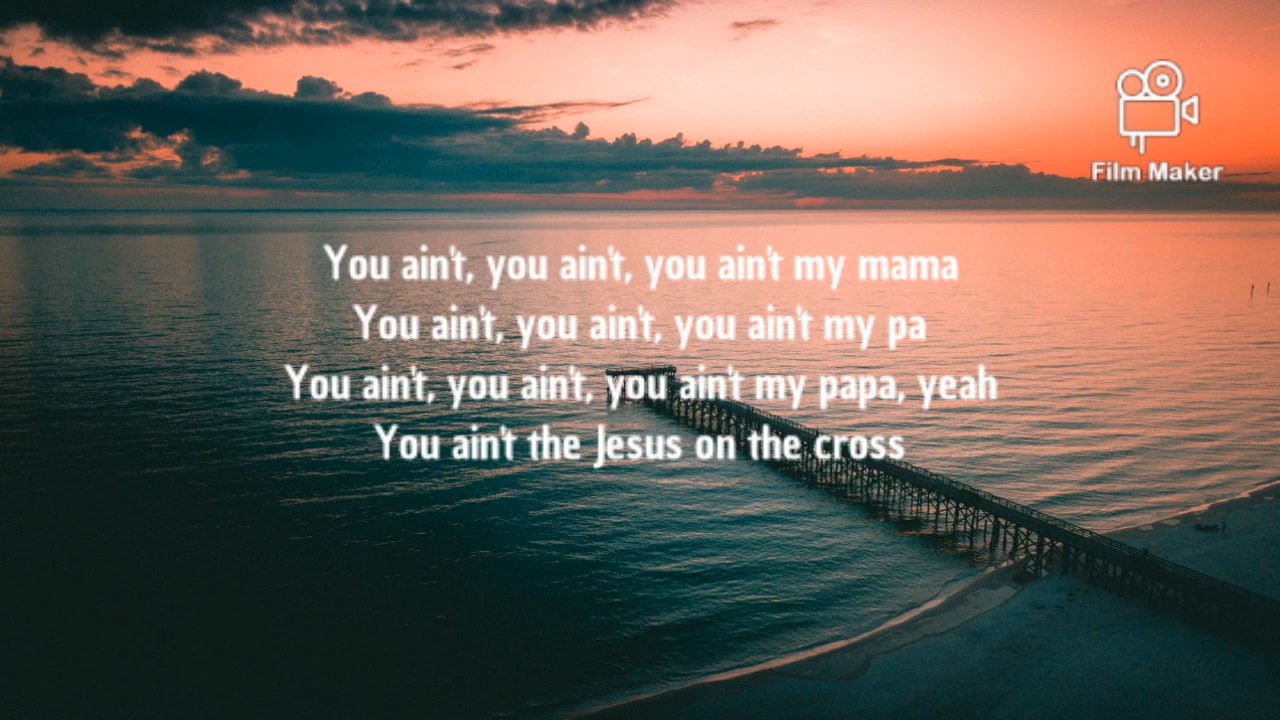 Film Maker
You ain't, you ain't, you ain't my mama
You ain't, you ain't, you ain't my pa
You ain't, you ain't, you ain't my papa, yeah
You ain't the Jesus on the cross